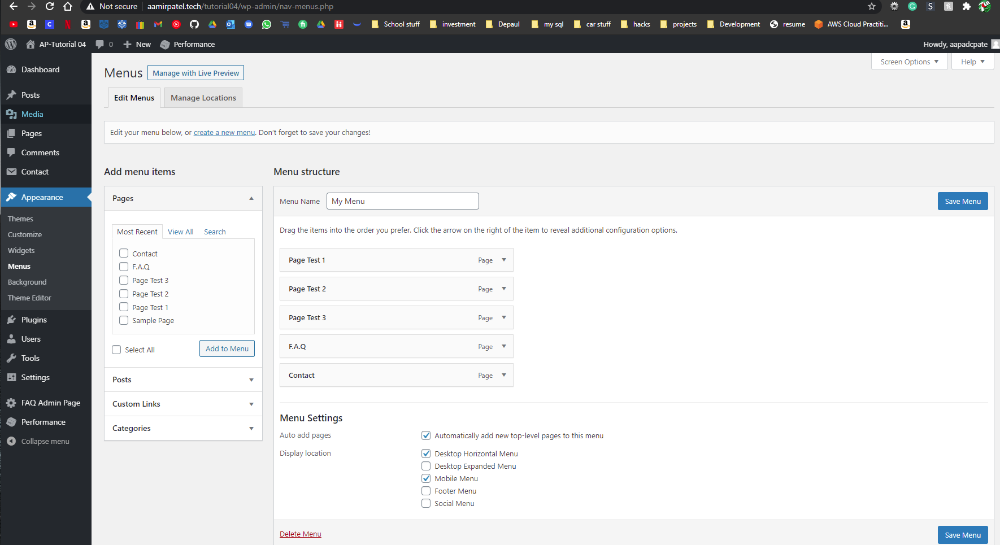 Not secure aamirpatel.tech/tutorial04/wp-admin/nav-menus.php
School stuff investment Depaul my sql car stuff hacks projects Development resume AWS Cloud Practiti...
AP-Tutorial 04 0 New Performance Howdy, aapadcpate
Screen Options Help
Dashboard
Posts
Media
Pages
Comments
Contact
Appearance
Themes
Customize
Widgets
Menus
Background
Theme Editor
Plugins
Users
Tools
Settings
FAQ Admin Page
Performance
Collapse menu
Menus Manage with Live Preview
Edit Menus Manage Locations
Edit your menu below, or create a new menu. Don't forget to save your changes!
Add menu items
Pages
Most Recent View All Search
Contact
F.A.Q
Page Test 3
Page Test 2
Page Test 1
Sample Page
Select All Add to Menu
Posts
Custom Links
Categories
Menu structure
Menu Name My Menu Save Menu
Drag the items into the order you prefer. Click the arrow on the right of the item to reveal additional configuration options.
Page Test 1 Page
Page Test 2 Page
Page Test 3 Page
F.A.Q Page
Contact Page
Menu Settings
Auto add pages Automatically add new top-level pages to this menu
Display location Desktop Horizontal Menu
Desktop Expanded Menu
Mobile Menu
Footer Menu
Social Menu
Delete Menu Save Menu